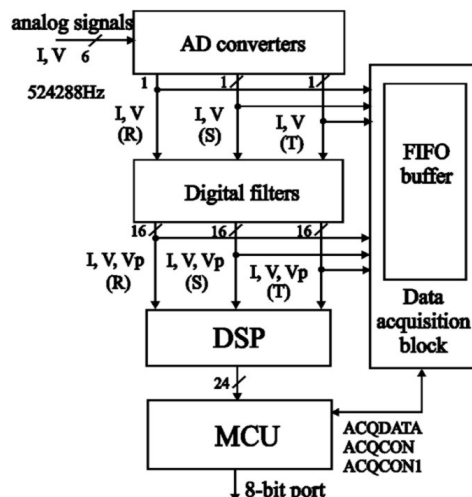 analog signals
I, V 6
AD converters
524288Hz
1 1 1
I, V
(R)
I, V
(S)
I, V
(T)
FIFO
buffer
Digital filters
16 16 16
I, V, Vp
(R)
I, V, Vp
(S)
I, V, Vp
(T)
Data
acquisition
block
DSP
24
MCU
ACQDATA
ACQCON
ACQCON1
8-bit port